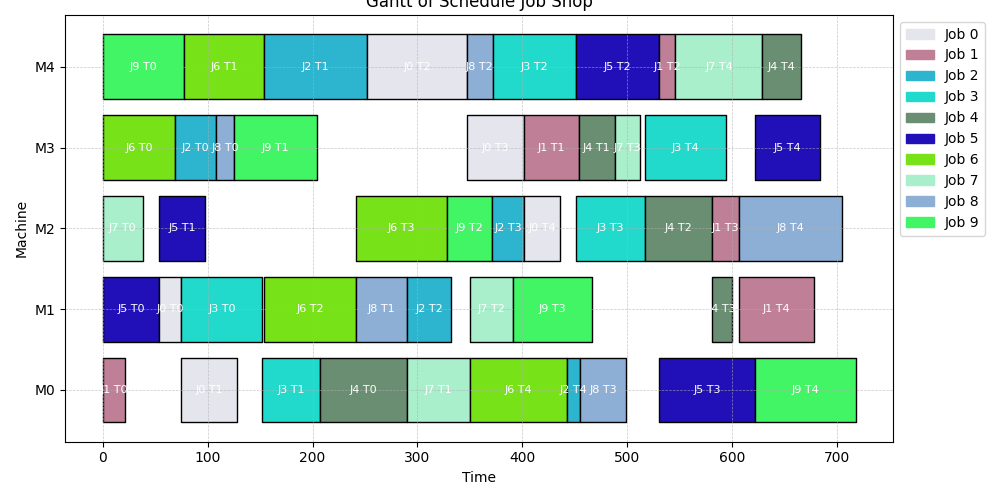 Gantt of Schedule Job Shop
M4
J9 T0 J6 T1 J2 T1 J0 T2 J8 T2 J3 T2 J5 T2 J1 T2 J7 T4 J4 T4
M3
J6 T0 J2 T0 J8 T0 J9 T1 J0 T3 J1 T1 J4 T1 J7 T3 J3 T4 J5 T4
M2
J7 T0 J5 T1 J6 T3 J9 T2 J2 T3 J0 T4 J3 T3 J4 T2 J1 T3 J8 T4
M1
J5 T0 J0 T0 J3 T0 J6 T2 J8 T1 J2 T2 J7 T2 J9 T3 4 T3 J1 T4
M0
1 T0 J0 T1 J3 T1 J4 T0 J7 T1 J6 T4 J2 T4 J8 T3 J5 T3 J9 T4
Machine
0 100 200 300 400 500 600 700
Time
Job 0
Job 1
Job 2
Job 3
Job 4
Job 5
Job 6
Job 7
Job 8
Job 9